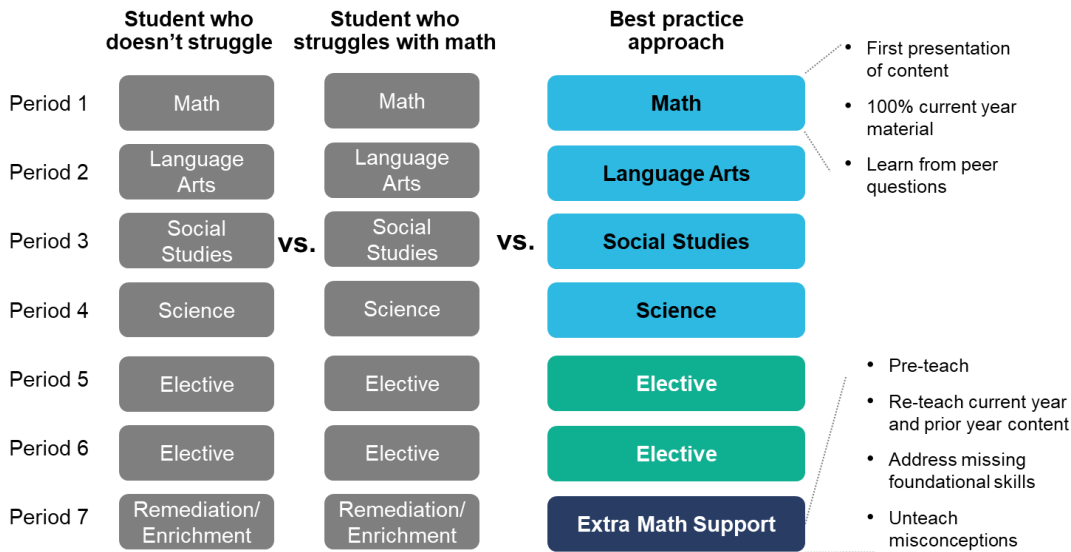 Student who
doesn’t struggle
Student who
struggles with math
Best practice
approach
Period 1
Math
Math
Math
Period 2
Language
Arts
Language
Arts
Language Arts
Period 3
Social
Studies
vs.
Social
Studies
vs.
Social Studies
Period 4
Science
Science
Science
Period 5
Elective
Elective
Elective
Period 6
Elective
Elective
Elective
Period 7
Remediation/
Enrichment
Remediation/
Enrichment
Extra Math Support
• First presentation
of content
• 100% current year
material
• Learn from peer
questions
• Pre-teach
• Re-teach current year
and prior year content
• Address missing
foundational skills
• Unteach
misconceptions